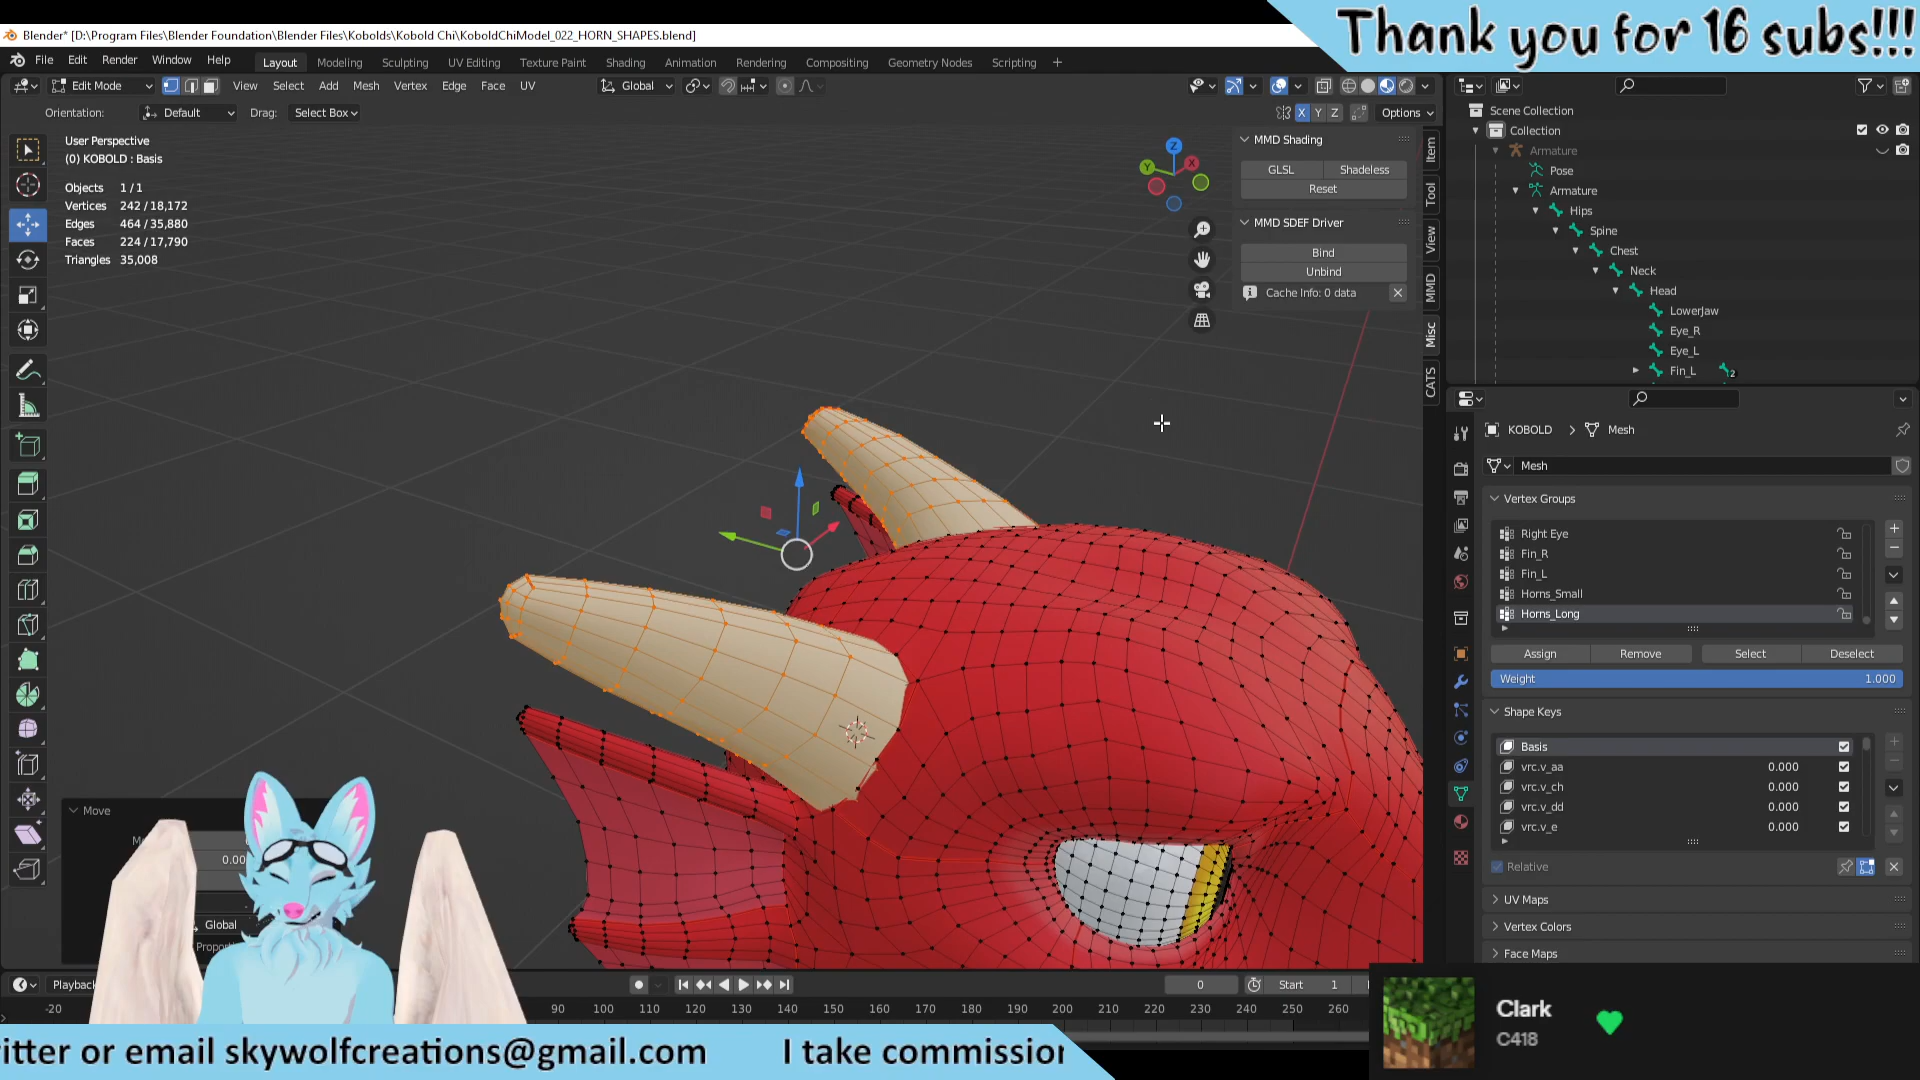 Blender* [D:\Program Files\Blender Foundation\Blender Files\Kobolds\Kobold Chi\KoboldChiModel_022_HORN_SHAPES.blend]
Thank you for 16 subs!!!
File Edit Render Window Help Layout Modeling Sculpting UV Editing Texture Paint Shading Animation Rendering Compositing Geometry Nodes Scripting +
Edit Mode View Select Add Mesh Vertex Edge Face UV Global
Orientation: Default Drag: Select Box X Y Z Options
User Perspective
(0) KOBOLD : Basis
Objects 1 / 1
Vertices 242 / 18,172
Edges 464 / 35,880
Faces 224 / 17,790
Triangles 35,008
Z
Y
X
MMD Shading
GLSL Shadeless
Reset
MMD SDEF Driver
Bind
Unbind
Cache Info: 0 data
Item
Tool
View
MMD
Misc
CATS
Scene Collection
Collection
Armature
Pose
Armature
Hips
Spine
Chest
Neck
Head
LowerJaw
Eye_R
Eye_L
Fin_L 2
KOBOLD > Mesh
Mesh
Vertex Groups
Right Eye
Fin_R
Fin_L
Horns_Small
Horns_Long
Assign Remove Select Deselect
Weight 1.000
Shape Keys
Basis
vrc.v_aa 0.000
vrc.v_ch 0.000
vrc.v_dd 0.000
vrc.v_e 0.000
Relative
UV Maps
Vertex Colors
Face Maps
Move
0.00
Global
Proporti
Playback 0 Start 1
-20 90 100 110 120 130 140 150 160 170 180 190 200 210 220 230 240 250 260
Clark
C418
itter or email skywolfcreations@gmail.com I take commission